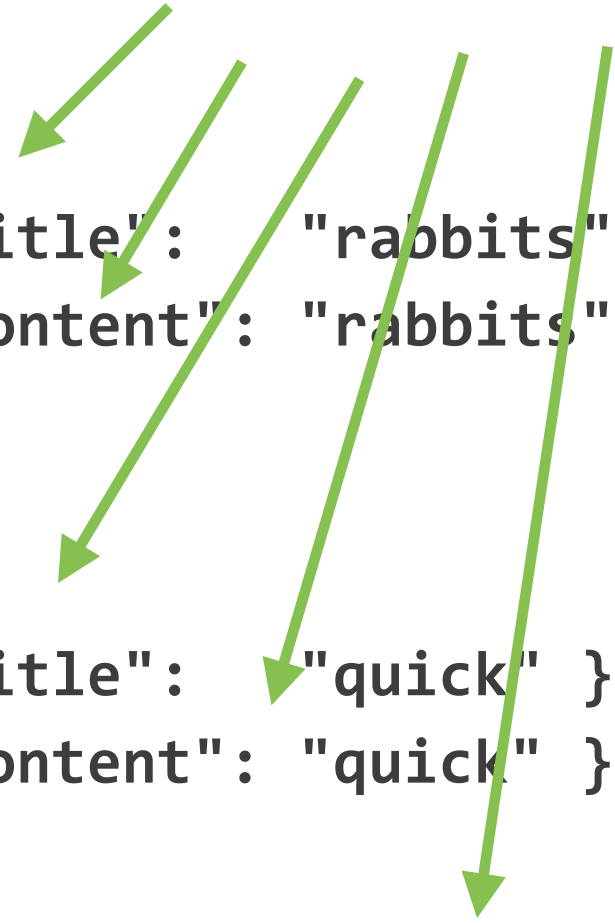 itle": "rabbits"
ontent": "rabbits"
itle": "quick" }
ontent": "quick" }